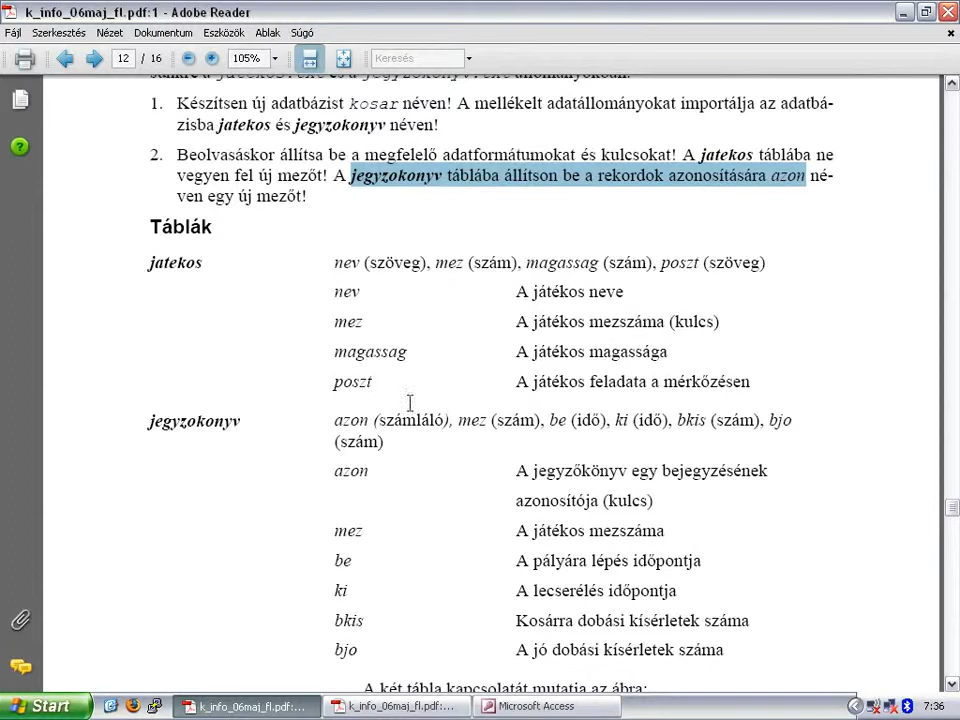 k_info_06maj_fl.pdf:1 - Adobe Reader
Fájl Szerkesztés Nézet Dokumentum Eszközök Ablak Súgó
12 / 16 105% Keresés
1. Készítsen új adatbázist kosar néven! A mellékelt adatállományokat importálja az adatbá-
zisba jatekos és jegyzokonyv néven!
2. Beolvasáskor állítsa be a megfelelő adatformátumokat és kulcsokat! A jatekos táblába ne
vegyen fel új mezőt! A jegyzokonyv táblába állítson be a rekordok azonosítására azon né-
ven egy új mezőt!
Táblák
jatekos nev (szöveg), mez (szám), magassag (szám), poszt (szöveg)
nev A játékos neve
mez A játékos mezszáma (kulcs)
magassag A játékos magassága
poszt A játékos feladata a mérkőzésen
jegyzokonyv azon (számláló), mez (szám), be (idő), ki (idő), bkis (szám), bjo
(szám)
azon A jegyzőkönyv egy bejegyzésének
azonosítója (kulcs)
mez A játékos mezszáma
be A pályára lépés időpontja
ki A lecserélés időpontja
bkis Kosárra dobási kísérletek száma
bjo A jó dobási kísérletek száma
A két tábla kapcsolatát mutatja az ábra:
Start k_info_06maj_fl.pdf:... k_info_06maj_fl.pdf:... Microsoft Access 7:36